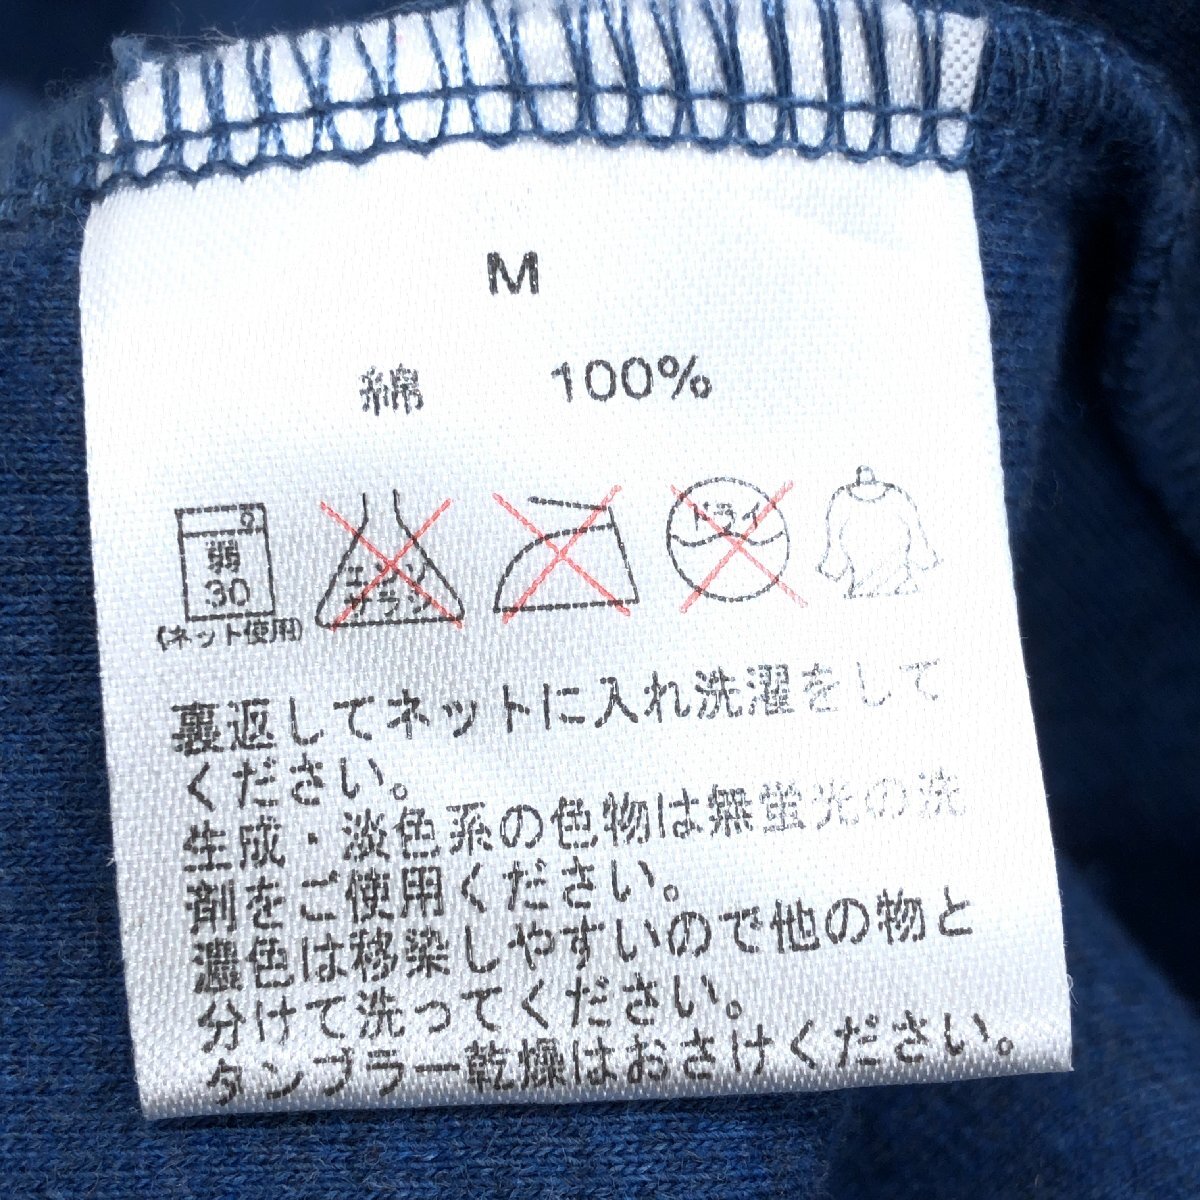 M
綿 100%
弱
30
(ネット使用)
エンソ
サラシ
ドライ
裏返してネットに入れ洗濯をして
ください。
生成・淡色系の色物は無蛍光の洗
剤をご使用ください。
濃色は移染しやすいので他の物と
分けて洗ってください。
タンブラー乾燥はおさけください。